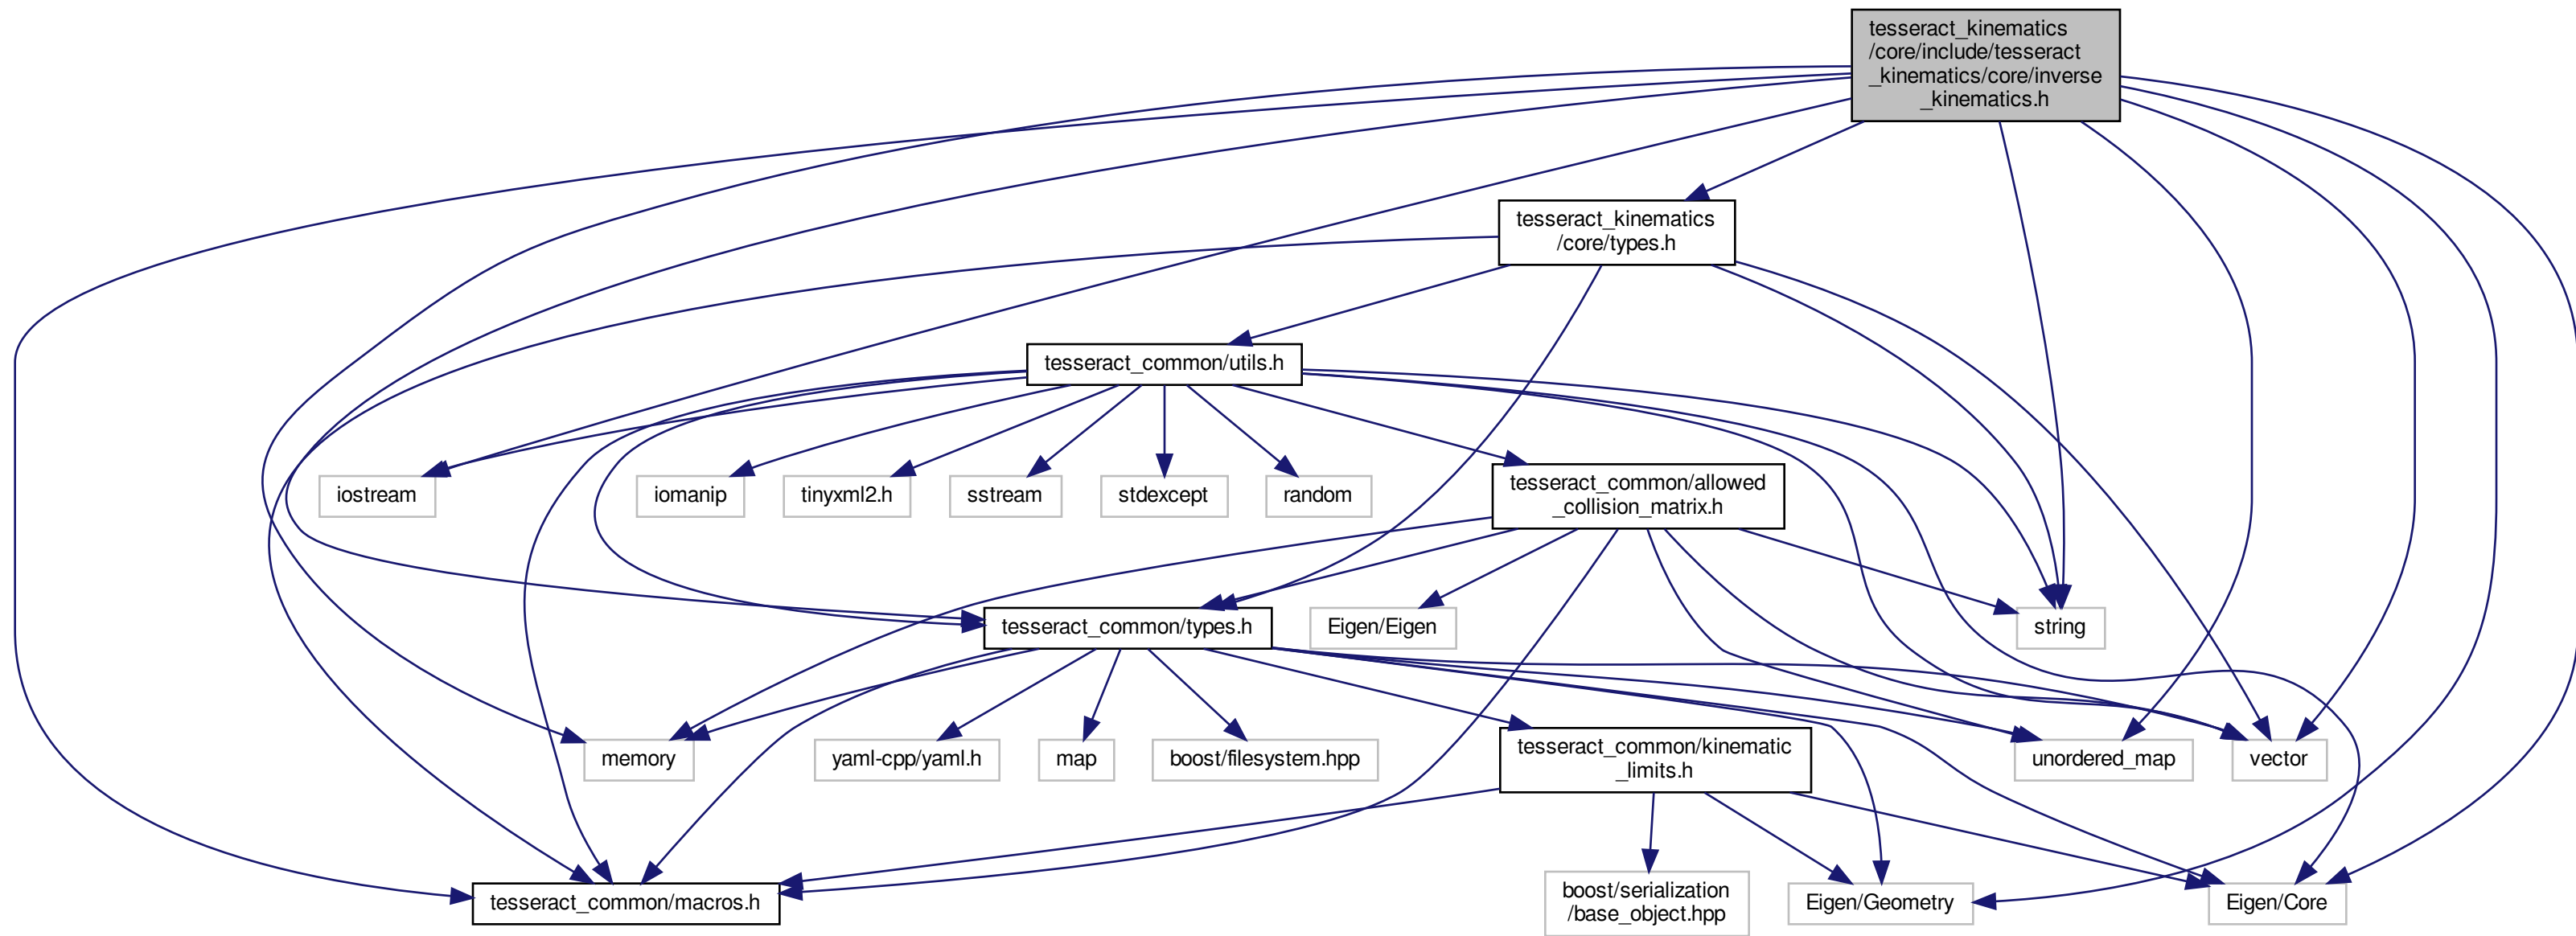 tesseract_kinematics
/core/include/tesseract
_kinematics/core/inverse
_kinematics.h
tesseract_kinematics
/core/types.h
tesseract_common/utils.h
iostream
iomanip
tinyxml2.h
sstream
stdexcept
random
tesseract_common/allowed
_collision_matrix.h
tesseract_common/types.h
Eigen/Eigen
string
memory
yaml-cpp/yaml.h
map
boost/filesystem.hpp
tesseract_common/kinematic
_limits.h
unordered_map
vector
tesseract_common/macros.h
boost/serialization
/base_object.hpp
Eigen/Geometry
Eigen/Core